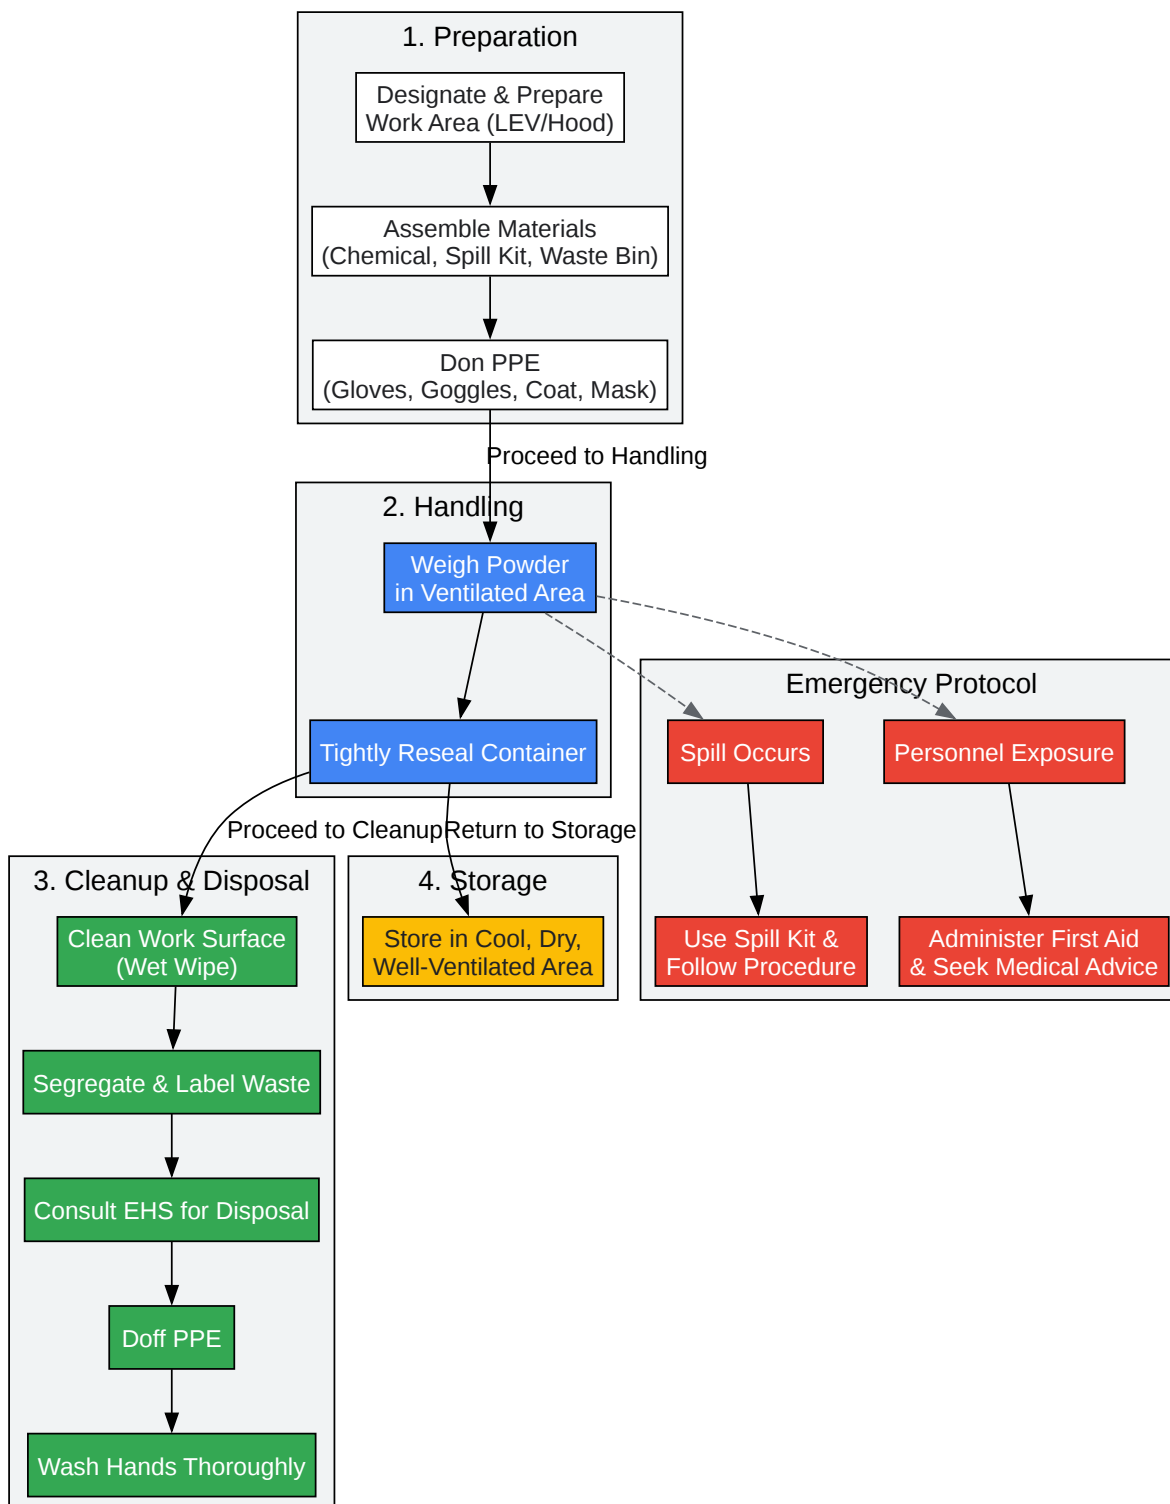 1. Preparation
Designate & Prepare
Work Area (LEV/Hood)
Assemble Materials
(Chemical, Spill Kit, Waste Bin)
Don PPE
(Gloves, Goggles, Coat, Mask)
Proceed to Handling
2. Handling
Weigh Powder
in Ventilated Area
Tightly Reseal Container
Emergency Protocol
Spill Occurs
Personnel Exposure
Use Spill Kit &
Follow Procedure
Administer First Aid
& Seek Medical Advice
Proceed to Cleanup
Return to Storage
3. Cleanup & Disposal
Clean Work Surface
(Wet Wipe)
Segregate & Label Waste
Consult EHS for Disposal
Doff PPE
Wash Hands Thoroughly
4. Storage
Store in Cool, Dry,
Well-Ventilated Area